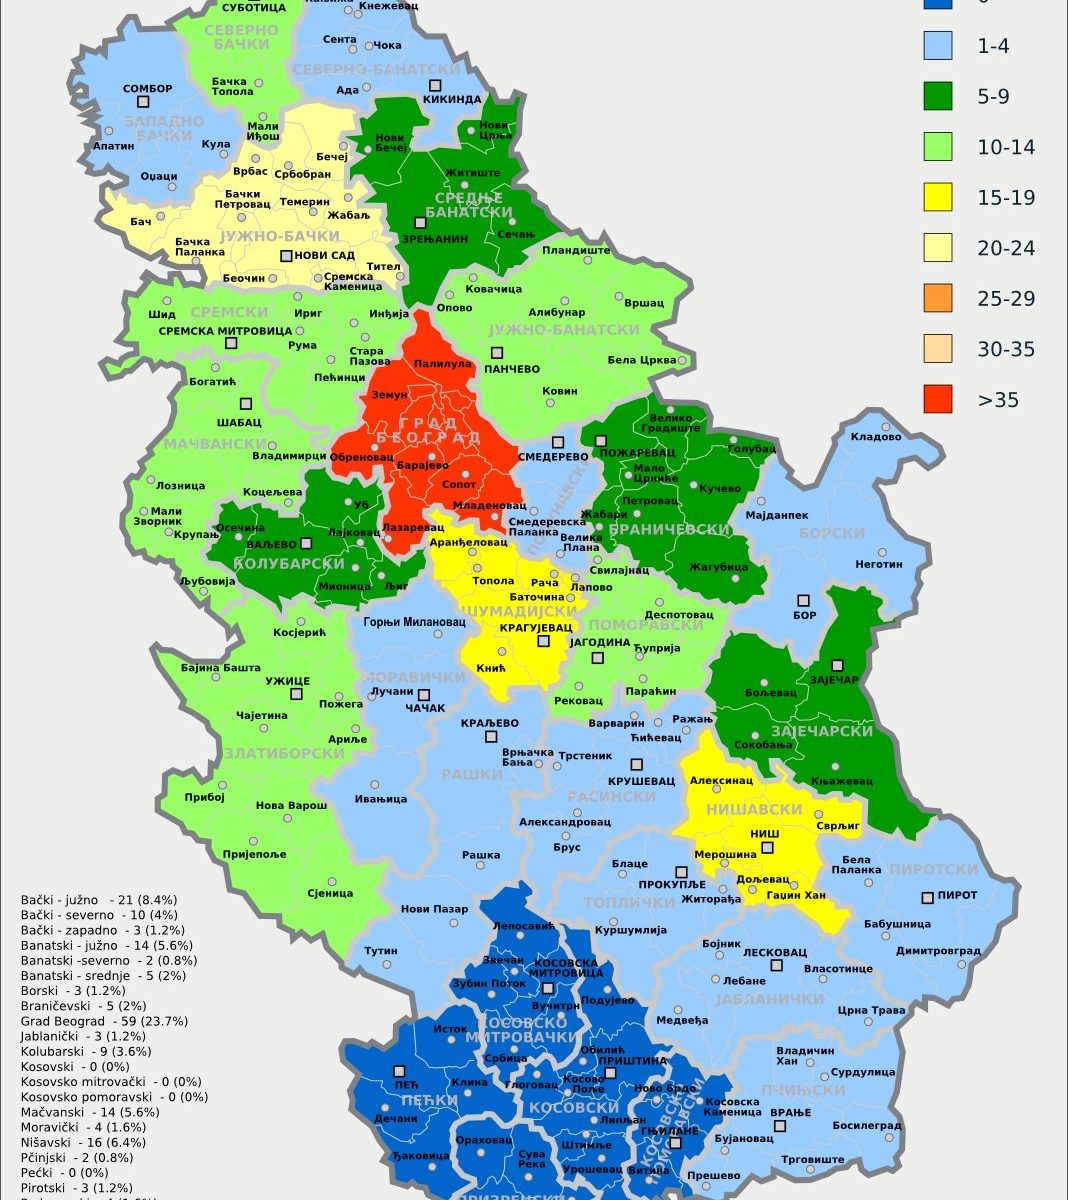 СУБОТИЦА
Књежевац
СЕВЕРНО
БАЧКИ
Сента
Чока
СЕВЕРНО-БАНАТСКИ
Ада
КИКИНДА
СОМБОР
Бачка
Топола
ЗАПАДНО
БАЧКИ
Апатин
Кула
Мали
Иђош
Оџаци
Нови
Бечеј
Нови
Црња
Бечеј
Врбас
Србобран
Житиште
СРЕДЊЕ
БАНАТСКИ
Бачки
Петровац
Темерин
Жабаљ
Бач
ЗРЕЊАНИН
Сечањ
ЈУЖНО-БАЧКИ
Бачка
Паланка
НОВИ САД
Тител
Беочин
Сремска
Каменица
Пландиште
Ковачица
Опово
Алибунар
Вршац
Шид
СРЕМСКИ
Ириг
Инђија
СРЕМСКА МИТРОВИЦА
Рума
Стара
Пазова
Пећинци
ЈУЖНО-БАНАТСКИ
Палилула
ПАНЧЕВО
Бела Црква
Ковин
Богатић
ШАБАЦ
МАЧВАНСКИ
Владимирци
Земун
ГРАД
БЕОГРАД
Обреновац
Барајево
Сопот
Младеновац
Лазаревац
СМЕДЕРЕВО
Смедеревска
Паланка
Велика
Плана
Велико
Градиште
ПОЖАРЕВАЦ
Голубац
Мало
Црниће
Кучево
Петровац
Жабари
БРАНИЧЕВСКИ
Жагубица
Кладово
Мајданпек
БОРСКИ
Неготин
БОР
Лозница
Коцељева
Мали
Зворник
Крупањ
Љубовија
Осечина
ВАЉЕВО
Уб
Лајковац
КОЛУБАРСКИ
Мионица
Љиг
Аранђеловац
Топола
Рача
Лапово
Баточина
ШУМАДИЈСКИ
КРАГУЈЕВАЦ
Кнић
Свилајнац
Деспотовац
ПОМОРАВСКИ
ЈАГОДИНА
Ћуприја
Параћин
Рековац
Косјерић
Горњи Милановац
Бајина Башта
УЖИЦЕ
Пожега
Чајетина
Ариље
ЗЛАТИБОРСКИ
МОРАВИЧКИ
Лучани
ЧАЧАК
Ивањица
Прибој
Нова Варош
Пријепоље
Сјеница
КРАЉЕВО
Врњачка
Бања
РАШКИ
Рашка
Нови Пазар
Тутин
Варварин
Ражањ
Ћићевац
Трстеник
КРУШЕВАЦ
РАСИНСКИ
Александровац
Брус
Бољевац
ЗАЈЕЧАР
Сокобања
ЗАЈЕЧАРСКИ
Књажевац
Алексинац
НИШАВСКИ
Сврљиг
НИШ
Мерошина
Дољевац
Гаџин Хан
Бела
Паланка
ПИРОТСКИ
ПИРОТ
Бабушница
Димитровград
Блаце
ПРОКУПЉЕ
Житорађа
ТОПЛИЧКИ
Куршумлија
Бојник
ЛЕСКОВАЦ
Лебане
Власотинце
ЈАБЛАНИЧКИ
Медвеђа
Црна Трава
Владичин
Хан
Сурдулица
ПЧИЊСКИ
ВРАЊЕ
Босилеград
Бујановац
Трговиште
Прешево
Лепосавић
Звечан
КОСОВСКА
МИТРОВИЦА
Зубин Поток
Вучитрн
Подујево
КОСОВСКО
МИТРОВАЧКИ
Исток
Србица
Обилић
ПРИШТИНА
ПЕЋ
Клина
Глоговац
Косово
Поље
Ново Брдо
ПЕЋКИ
КОСОВСКИ
Косовска
Каменица
Дечани
Липљан
ГЊИЛАНЕ
Ораховац
Ђаковица
Сува
Река
Штимље
Урошевац
Витина
ПРИЗРЕНСКИ
1-4
5-9
10-14
15-19
20-24
25-29
30-35
>35
Bački - južno - 21 (8.4%)
Bački - severno - 10 (4%)
Bački - zapadno - 3 (1.2%)
Banatski - južno - 14 (5.6%)
Banatski -severno - 2 (0.8%)
Banatski - srednje - 5 (2%)
Borski - 3 (1.2%)
Braničevski - 5 (2%)
Grad Beograd - 59 (23.7%)
Jablanički - 3 (1.2%)
Kolubarski - 9 (3.6%)
Kosovski - 0 (0%)
Kosovsko mitrovački - 0 (0%)
Kosovsko pomoravski - 0 (0%)
Mačvanski - 14 (5.6%)
Moravički - 4 (1.6%)
Nišavski - 16 (6.4%)
Pčinjski - 2 (0.8%)
Pećki - 0 (0%)
Pirotski - 3 (1.2%)